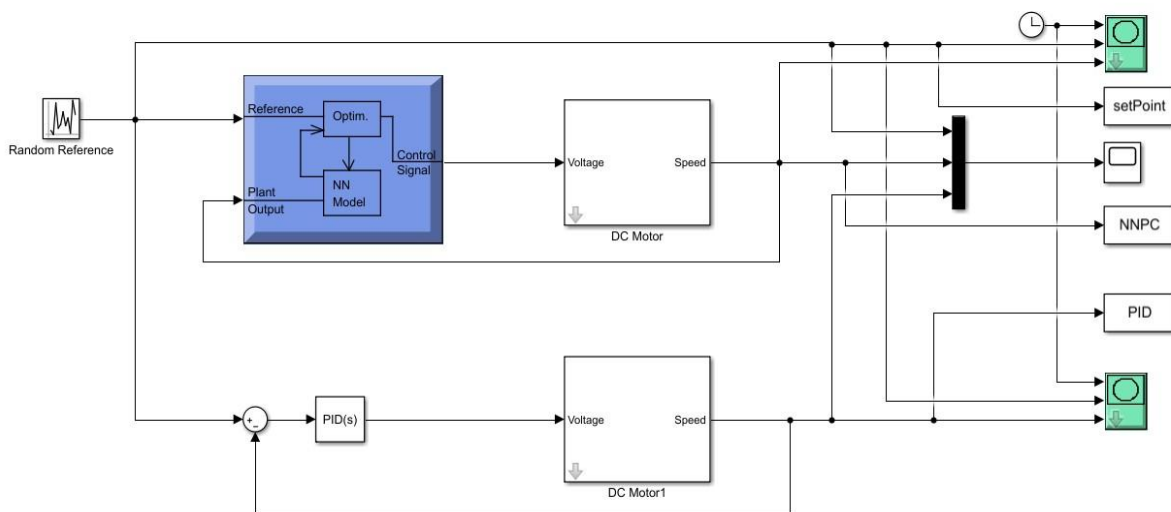 Random Reference
Reference
Optim.
Control
Signal
Plant
Output
NN
Model
Voltage
Speed
DC Motor
setPoint
NNPC
PID
+
−
PID(s)
Voltage
Speed
DC Motor1